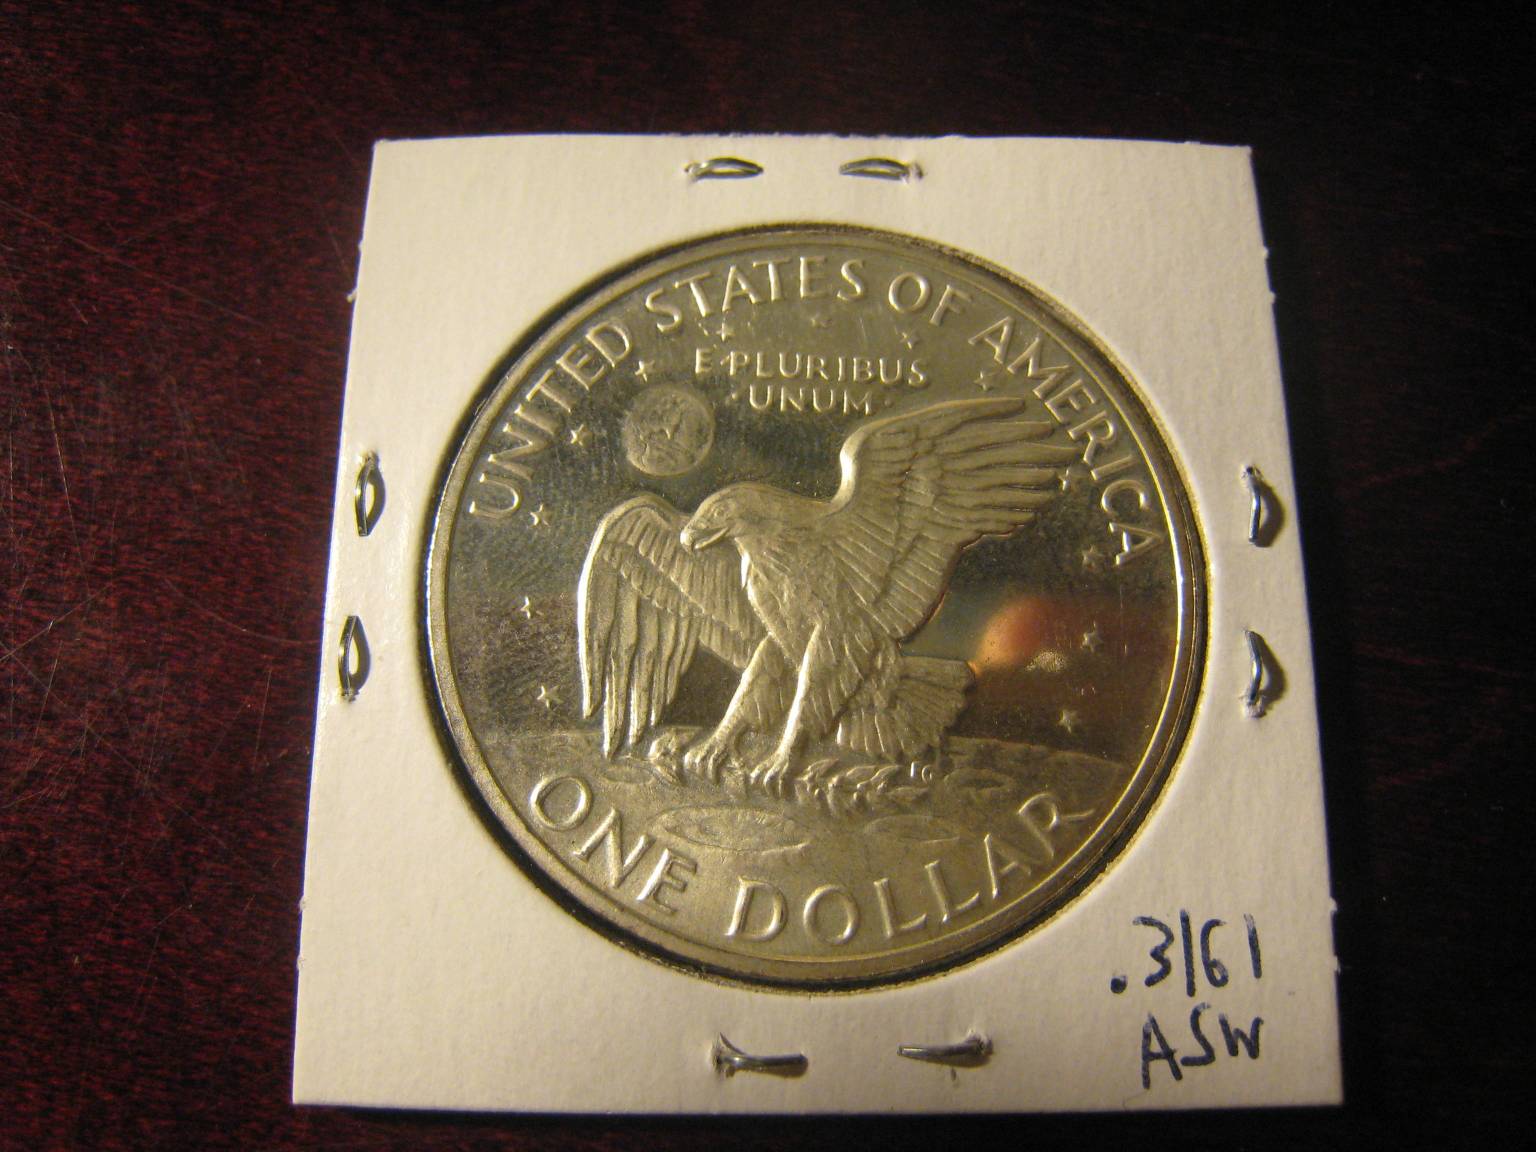 UNITED STATES OF AMERICA
E PLURIBUS
·UNUM·
FG
ONE DOLLAR
.3161
ASW